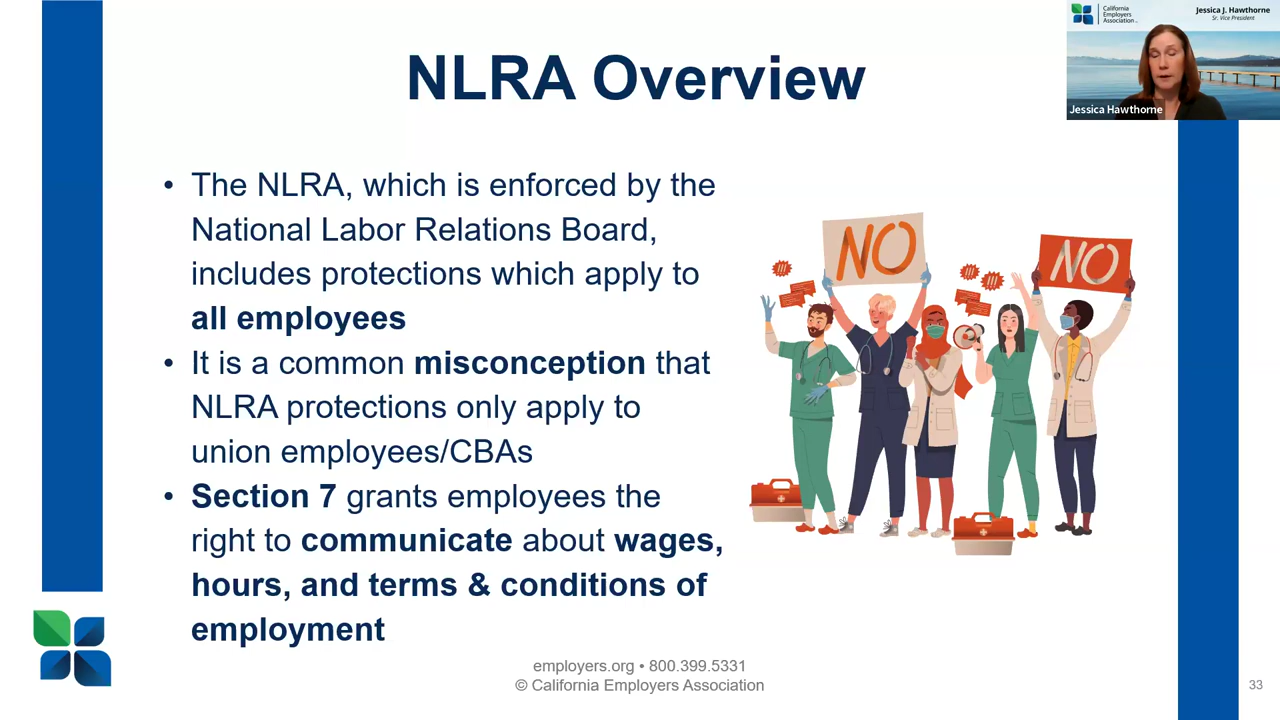 California
Employers
Association
Jessica J. Hawthorne
Sr. Vice President
Jessica Hawthorne
NLRA Overview
• The NLRA, which is enforced by the
National Labor Relations Board,
includes protections which apply to
all employees
• It is a common misconception that
NLRA protections only apply to
union employees/CBAs
• Section 7 grants employees the
right to communicate about wages,
hours, and terms & conditions of
employment
NO
NO
!!!
!!!
!!!
employers.org • 800.399.5331
© California Employers Association
33